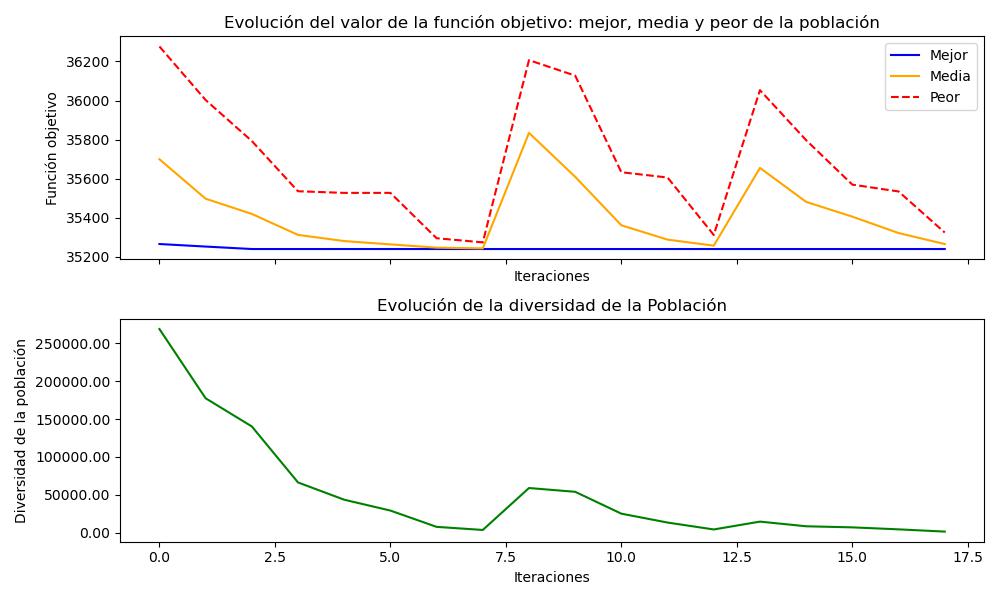 Evolución del valor de la función objetivo: mejor, media y peor de la población
Función objetivo
36200
36000
35800
35600
35400
35200
Mejor
Media
Peor
Iteraciones
Evolución de la diversidad de la Población
Diversidad de la población
250000.00
200000.00
150000.00
100000.00
50000.00
0.00
0.0 2.5 5.0 7.5 10.0 12.5 15.0 17.5
Iteraciones